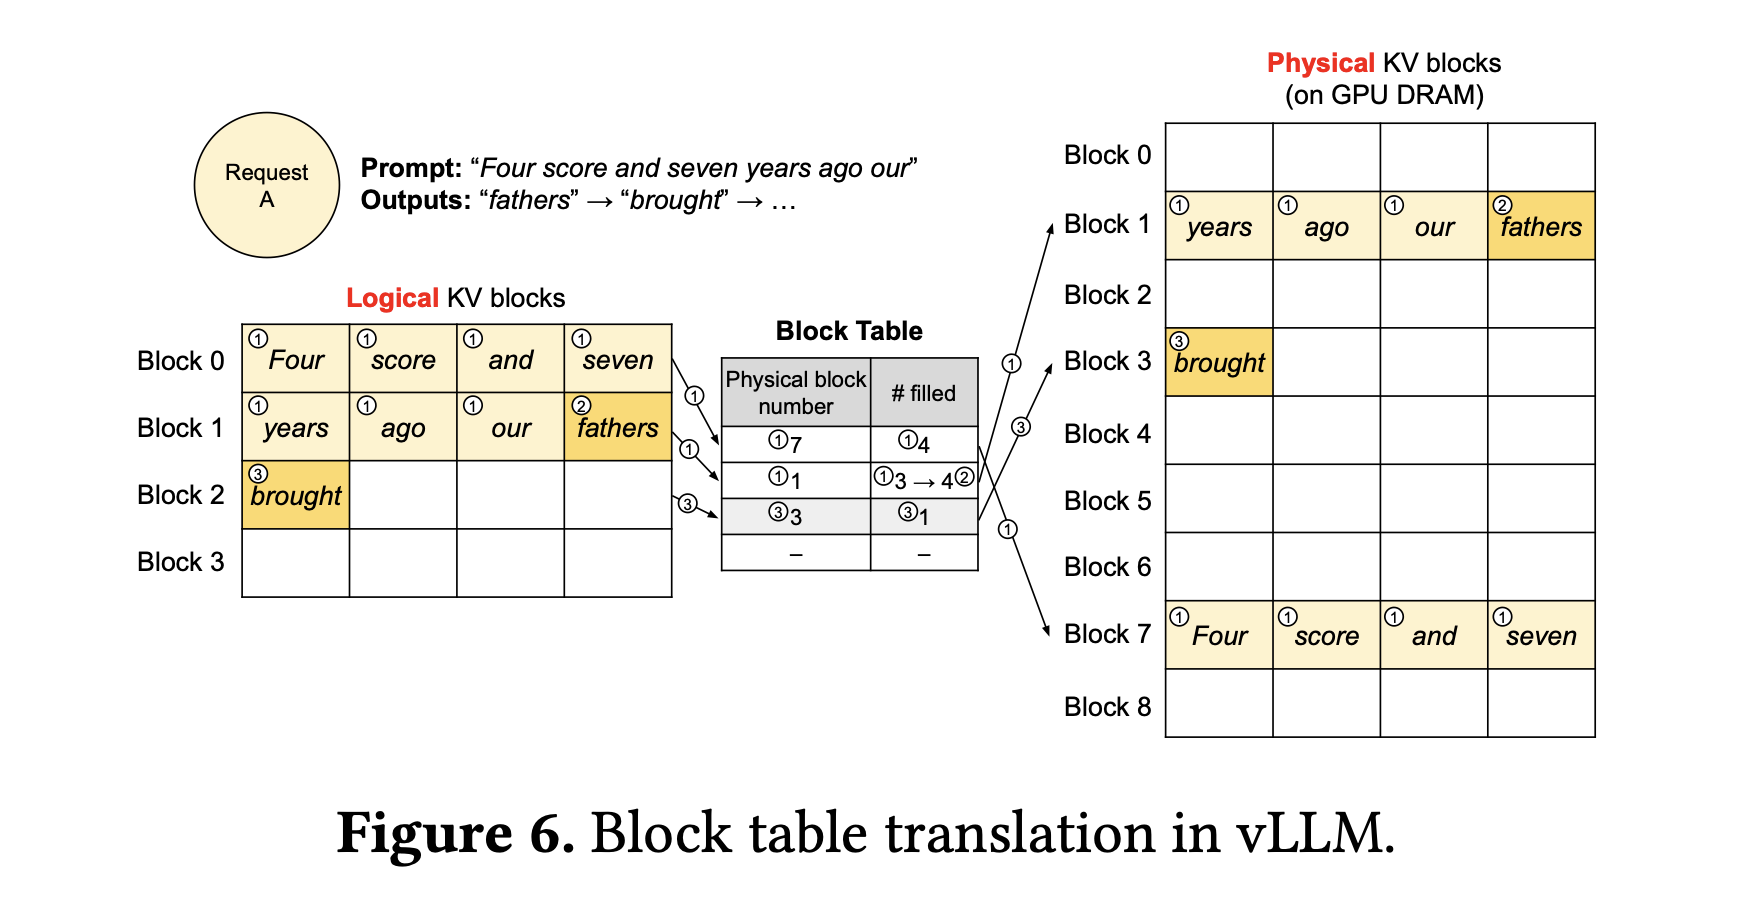 Physical KV blocks
(on GPU DRAM)
Request
A
Prompt: “Four score and seven years ago our”
Outputs: “fathers” → “brought” → …
Logical KV blocks
Block 0 ① Four ① score ① and ① seven
Block 1 ① years ① ago ① our ② fathers
Block 2 ③ brought
Block 3
① ① ③
Block Table
Physical block number # filled
①7 ①4
①1 ①3 → 4②
③3 ③1
– –
① ③ ①
Block 0
Block 1 ① years ① ago ① our ② fathers
Block 2
Block 3 ③ brought
Block 4
Block 5
Block 6
Block 7 ① Four ① score ① and ① seven
Block 8
Figure 6. Block table translation in vLLM.